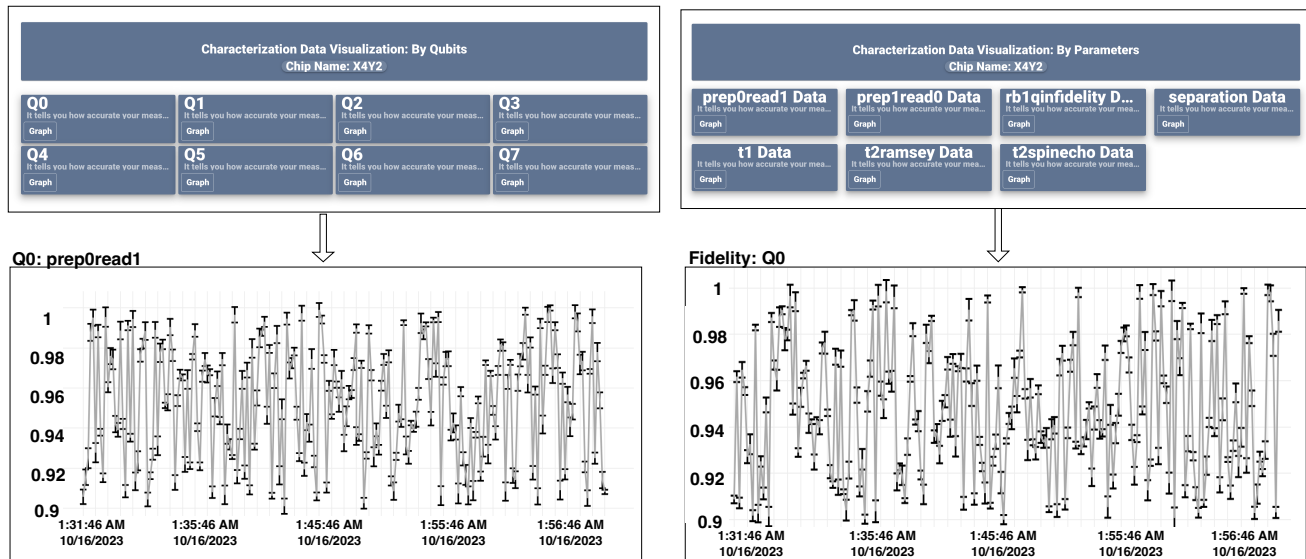 Characterization Data Visualization: By Qubits
Chip Name: X4Y2
Q0 Q1 Q2 Q3
It tells you how accurate your meas... It tells you how accurate your meas... It tells you how accurate your meas... It tells you how accurate your meas...
Graph Graph Graph Graph
Q4 Q5 Q6 Q7
It tells you how accurate your meas... It tells you how accurate your meas... It tells you how accurate your meas... It tells you how accurate your meas...
Graph Graph Graph Graph
Characterization Data Visualization: By Parameters
Chip Name: X4Y2
prep0read1 Data prep1read0 Data rb1qinfidelity D... separation Data
It tells you how accurate your mea... It tells you how accurate your mea... It tells you how accurate your mea... It tells you how accurate your mea...
Graph Graph Graph Graph
t1 Data t2ramsey Data t2spinecho Data
It tells you how accurate your mea... It tells you how accurate your mea... It tells you how accurate your mea...
Graph Graph Graph
Q0: prep0read1
1
0.98
0.96
0.94
0.92
0.9
1:31:46 AM 1:35:46 AM 1:45:46 AM 1:55:46 AM 1:56:46 AM
10/16/2023 10/16/2023 10/16/2023 10/16/2023 10/16/2023
Fidelity: Q0
1
0.98
0.96
0.94
0.92
0.9
1:31:46 AM 1:35:46 AM 1:45:46 AM 1:55:46 AM 1:56:46 AM
10/16/2023 10/16/2023 10/16/2023 10/16/2023 10/16/2023